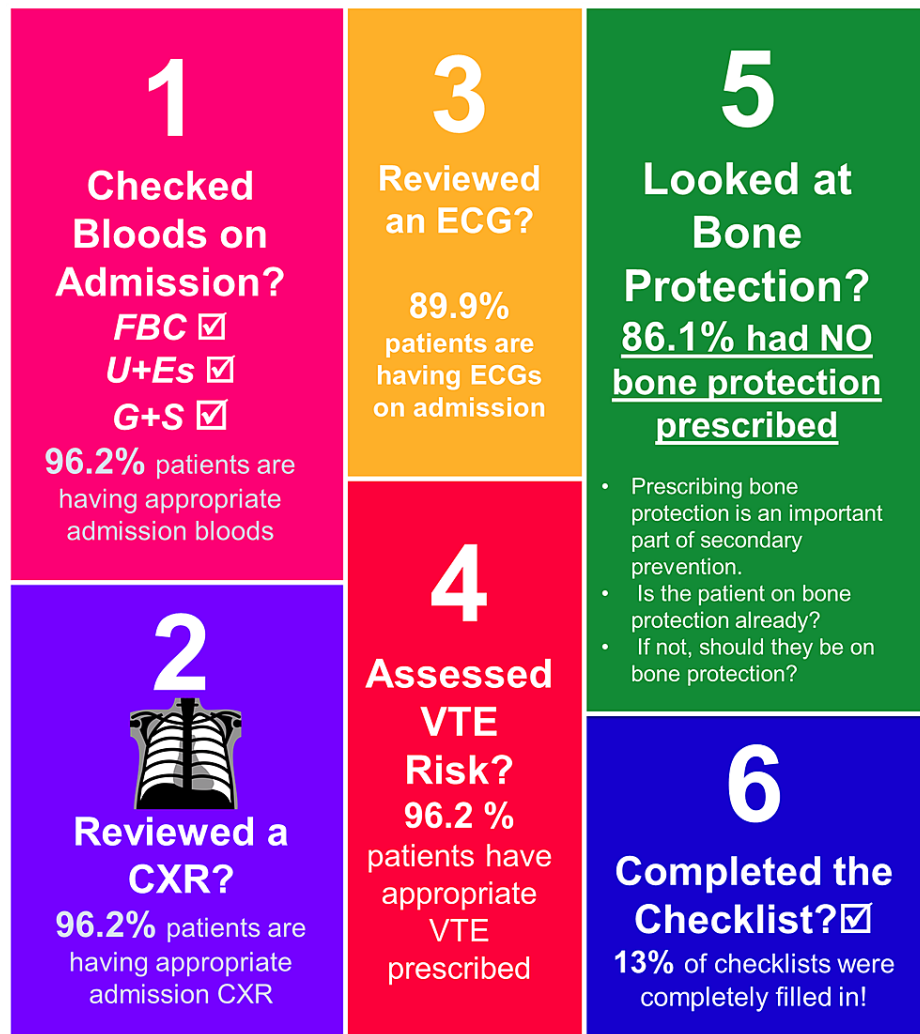 1
Checked
Bloods on
Admission?
FBC ☑
U+Es ☑
G+S ☑
96.2% patients are
having appropriate
admission bloods
2
Reviewed a
CXR?
96.2% patients are
having appropriate
admission CXR
3
Reviewed
an ECG?
89.9%
patients are
having ECGs
on admission
4
Assessed
VTE
Risk?
96.2 %
patients have
appropriate
VTE
prescribed
5
Looked at
Bone
Protection?
86.1% had NO
bone protection
prescribed
• Prescribing bone
protection is an important
part of secondary
prevention.
• Is the patient on bone
protection already?
• If not, should they be on
bone protection?
6
Completed the
Checklist?☑
13% of checklists were
completely filled in!